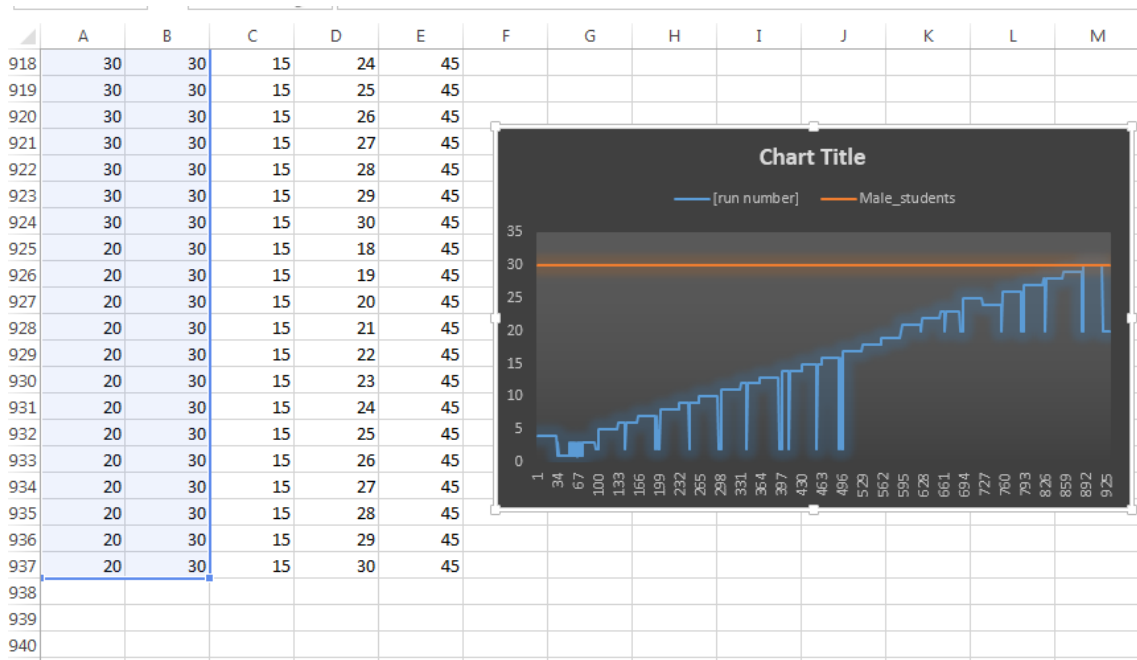 A B C D E F G H I J K L M
918 30 30 15 24 45
919 30 30 15 25 45
920 30 30 15 26 45
921 30 30 15 27 45
922 30 30 15 28 45
923 30 30 15 29 45
924 30 30 15 30 45
925 20 30 15 18 45
926 20 30 15 19 45
927 20 30 15 20 45
928 20 30 15 21 45
929 20 30 15 22 45
930 20 30 15 23 45
931 20 30 15 24 45
932 20 30 15 25 45
933 20 30 15 26 45
934 20 30 15 27 45
935 20 30 15 28 45
936 20 30 15 29 45
937 20 30 15 30 45
938
939
940
Chart Title
[run number] Male_students
35
30
25
20
15
10
5
0
1 34 67 100 133 166 199 232 265 298 331 364 397 430 463 496 529 562 595 628 661 694 727 760 793 826 859 892 925